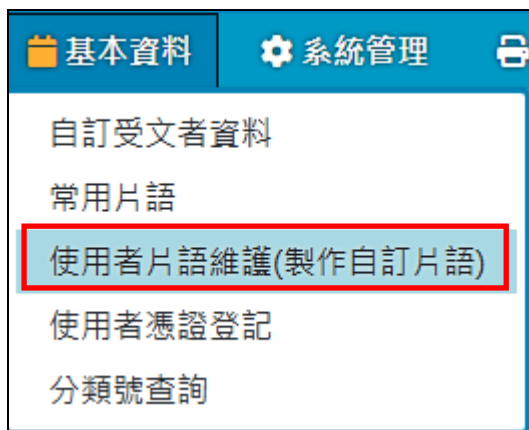 基本資料 系統管理
自訂受文者資料
常用片語
使用者片語維護(製作自訂片語)
使用者憑證登記
分類號查詢